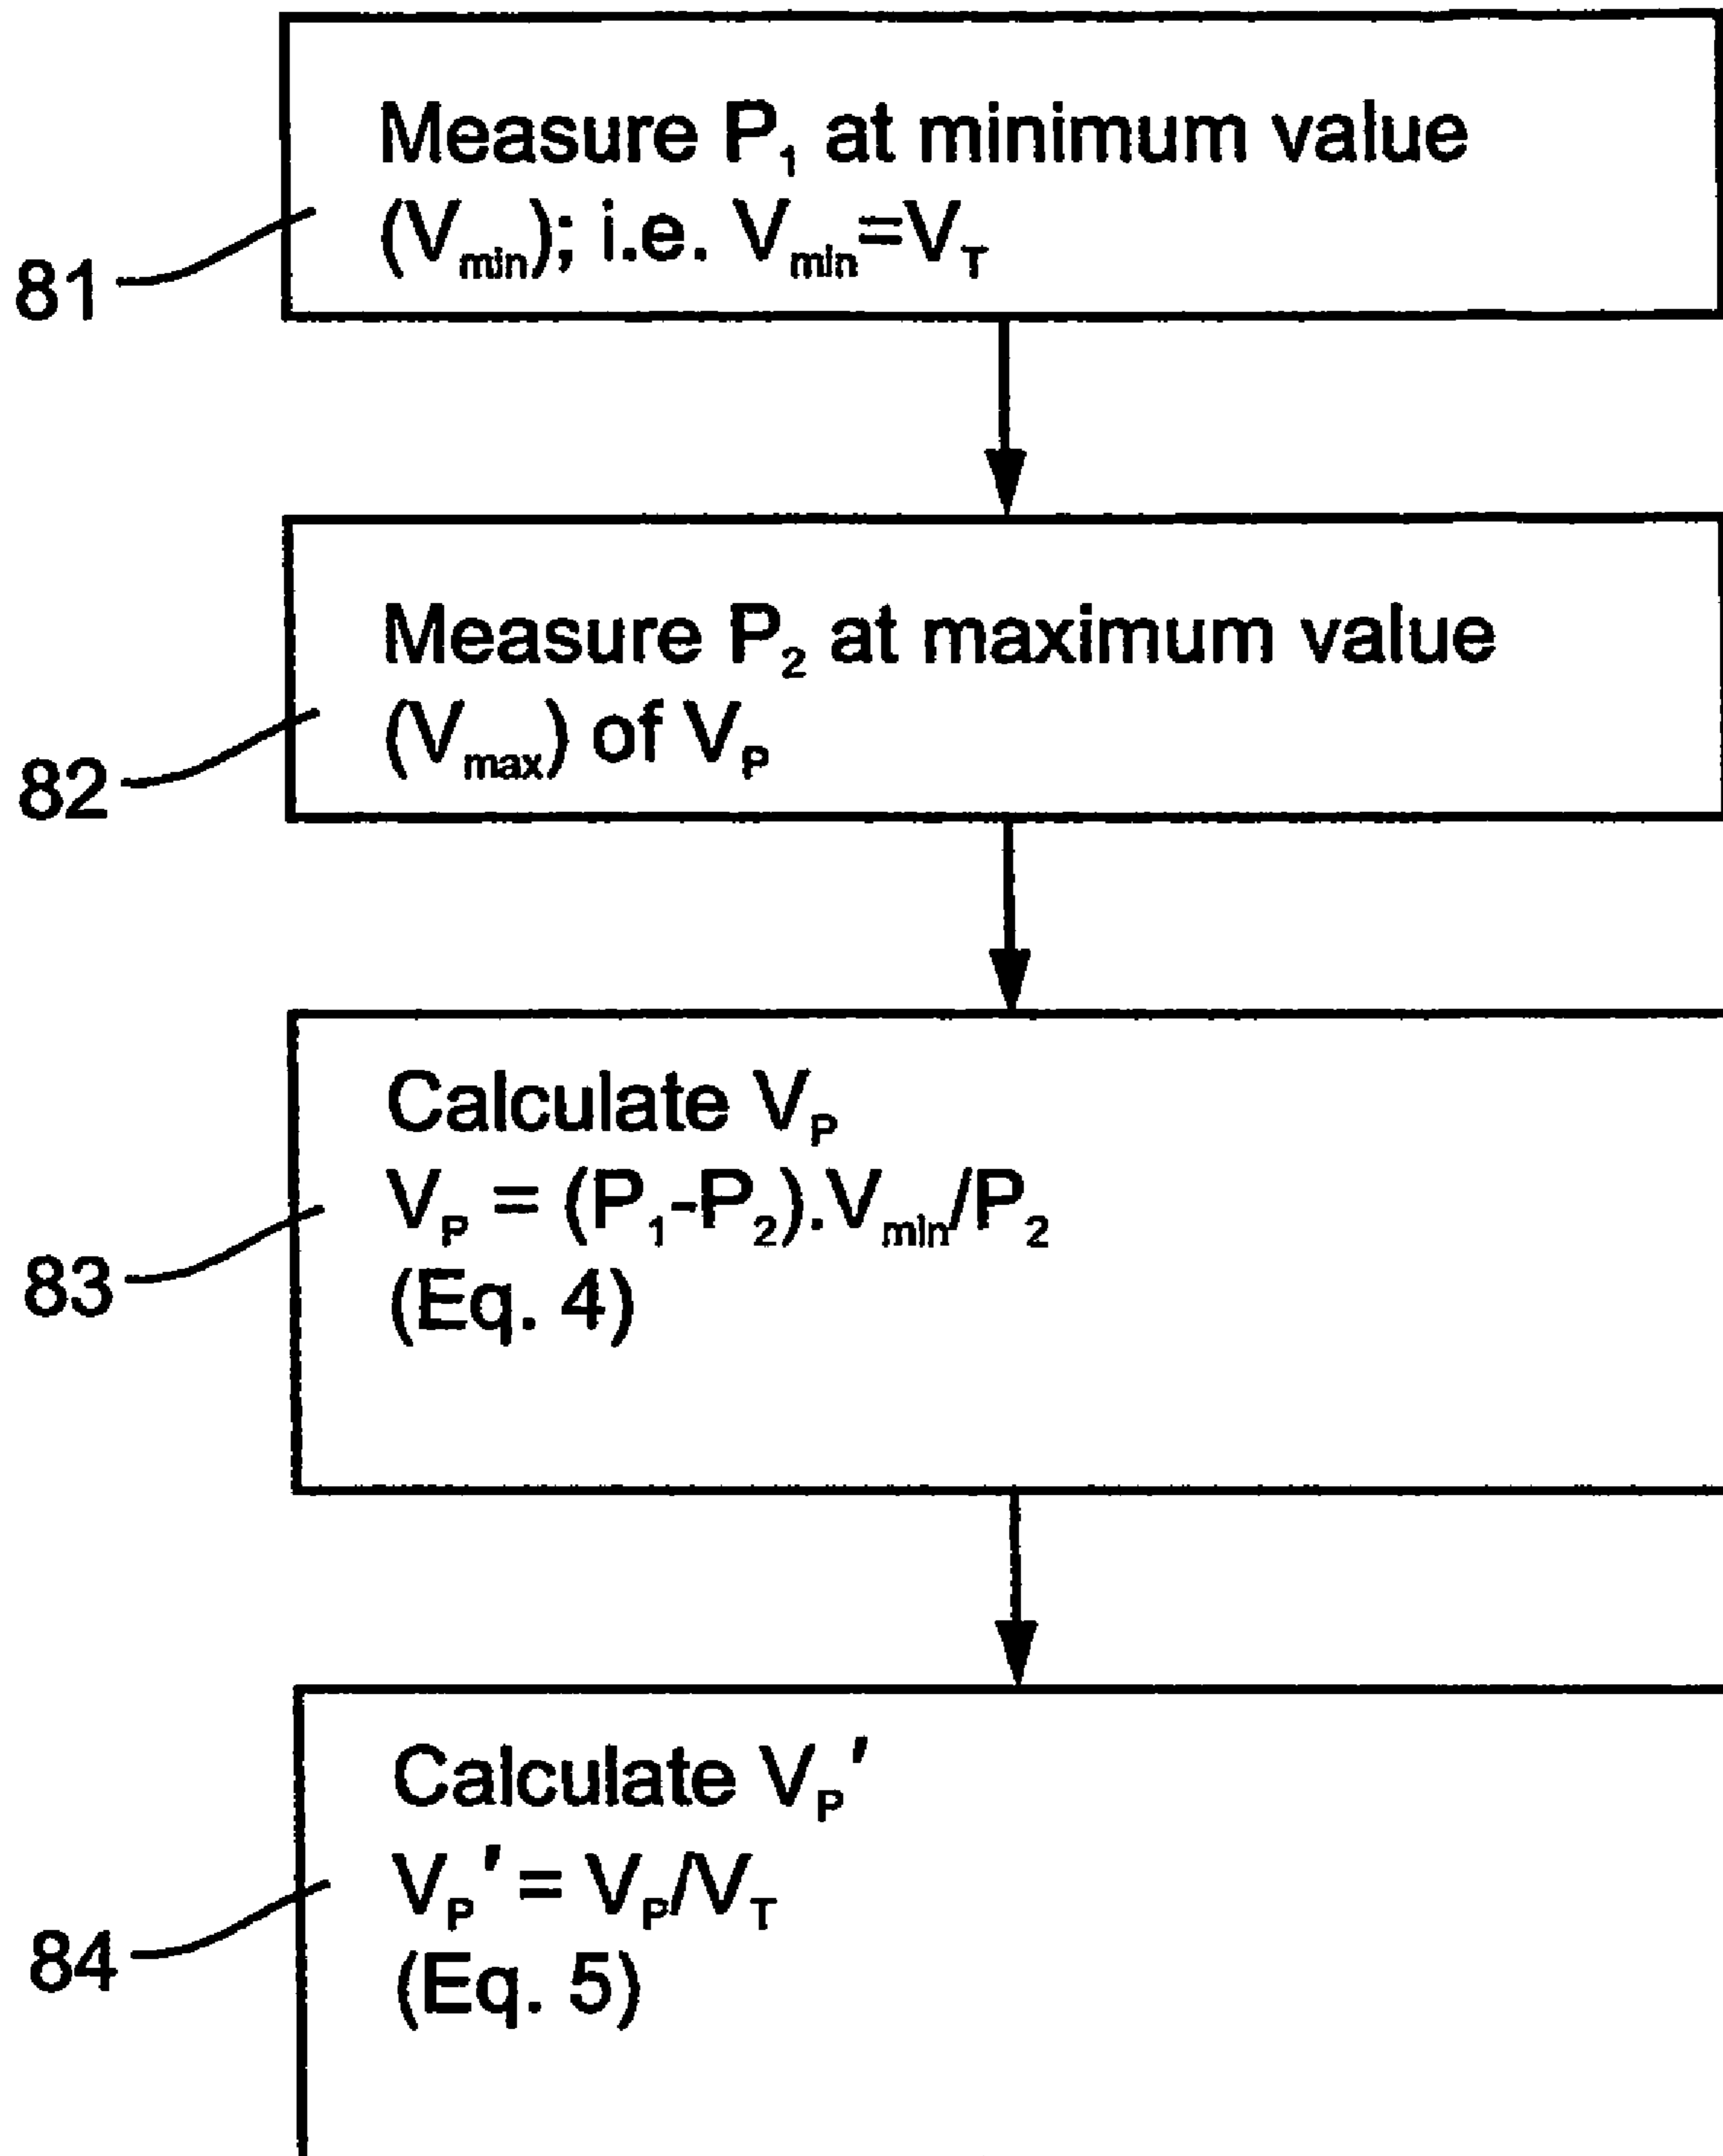 Measure P₁ at minimum value
(Vmin); i.e. Vmin=VT
81
Measure P₂ at maximum value
(Vmax) of VP
82
Calculate VP
VP = (P₁-P₂).Vmin/P₂
(Eq. 4)
83
Calculate VP'
VP' = VP/VT
(Eq. 5)
84